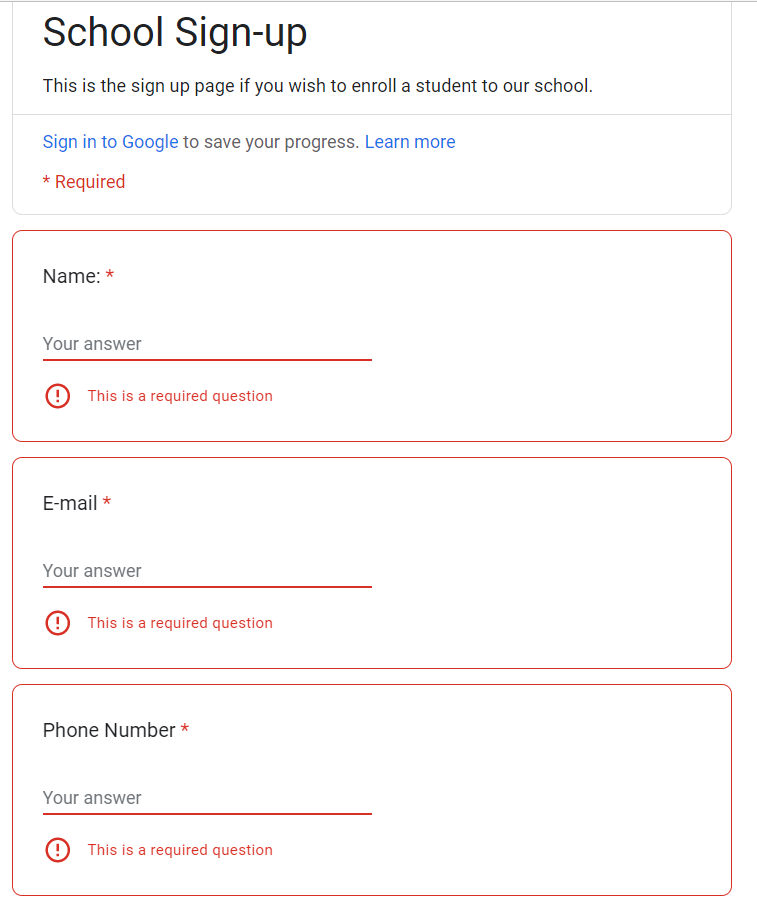 School Sign-up
This is the sign up page if you wish to enroll a student to our school.
Sign in to Google to save your progress. Learn more
* Required
Name: *
Your answer
This is a required question
E-mail *
Your answer
This is a required question
Phone Number *
Your answer
This is a required question